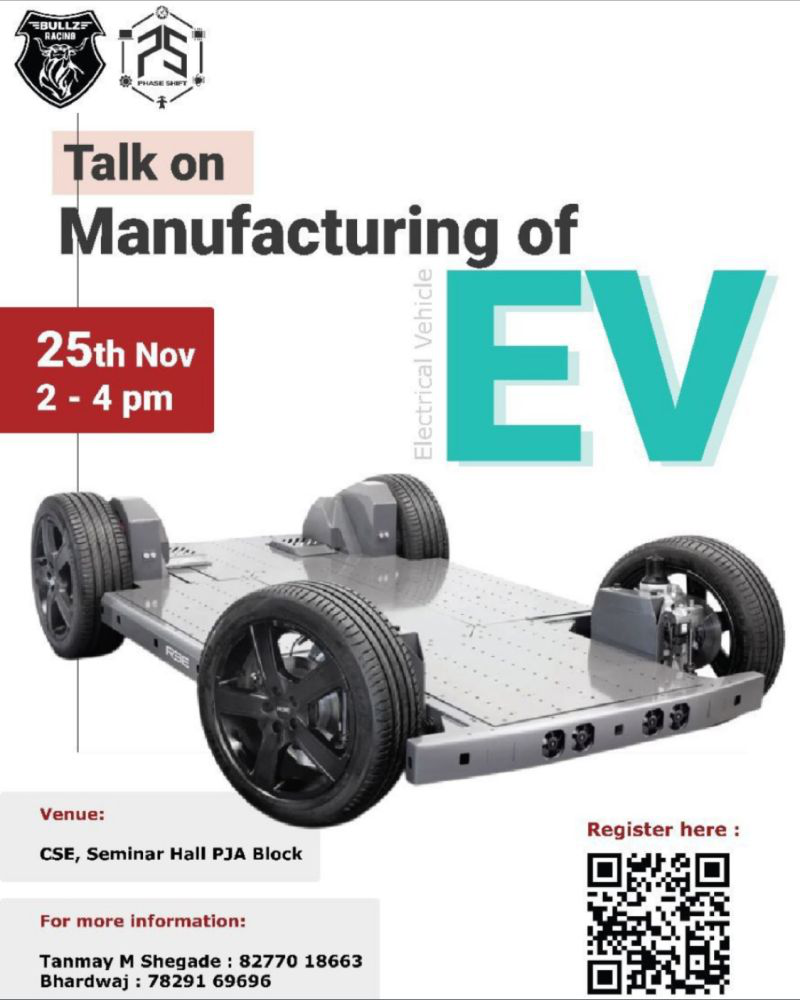 BULLZ
RACING
PHASE SHIFT
Talk on
Manufacturing of
Electrical Vehicle
EV
25th Nov
2 - 4 pm
REE
Venue:
CSE, Seminar Hall PJA Block
Register here :
For more information:
Tanmay M Shegade : 82770 18663
Bhardwaj : 78291 69696